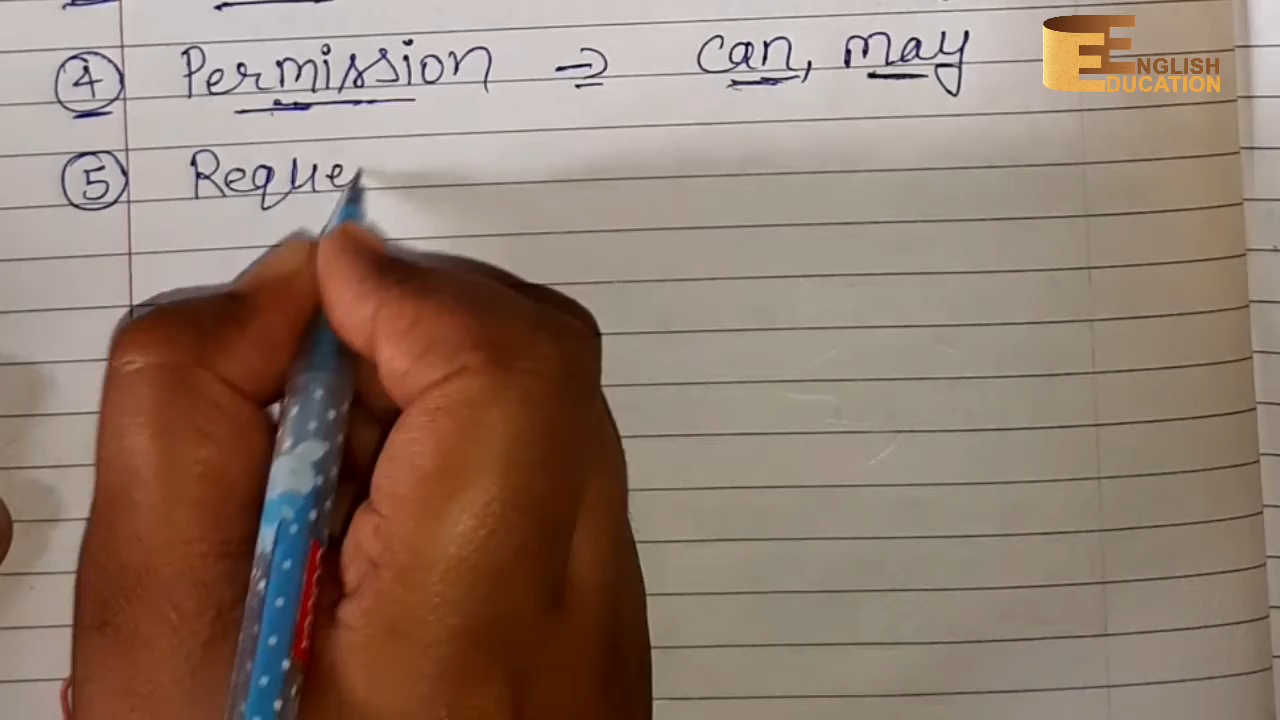 ④ Permission ⇒ can, may
ENGLISH
EDUCATION
⑤ Reque